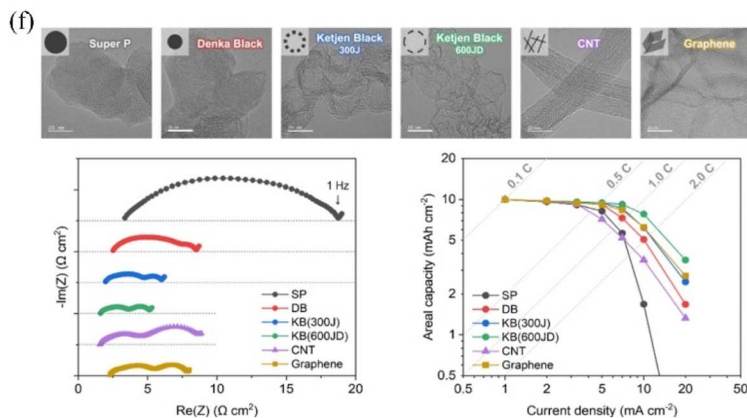 (f)
Super P
Denka Black
Ketjen Black
300J
Ketjen Black
600JD
CNT
Graphene
1 Hz
-Im(Z) (Ω cm²)
SP
DB
KB(300J)
KB(600JD)
CNT
Graphene
0 5 10 15 20
Re(Z) (Ω cm²)
0.1 C
0.5 C
1.0 C
2.0 C
Areal capacity (mAh cm⁻²)
10
5
2
1
0.5
SP
DB
KB(300J)
KB(600JD)
CNT
Graphene
0.5 1 2 5 10 20 50
Current density (mA cm⁻²)